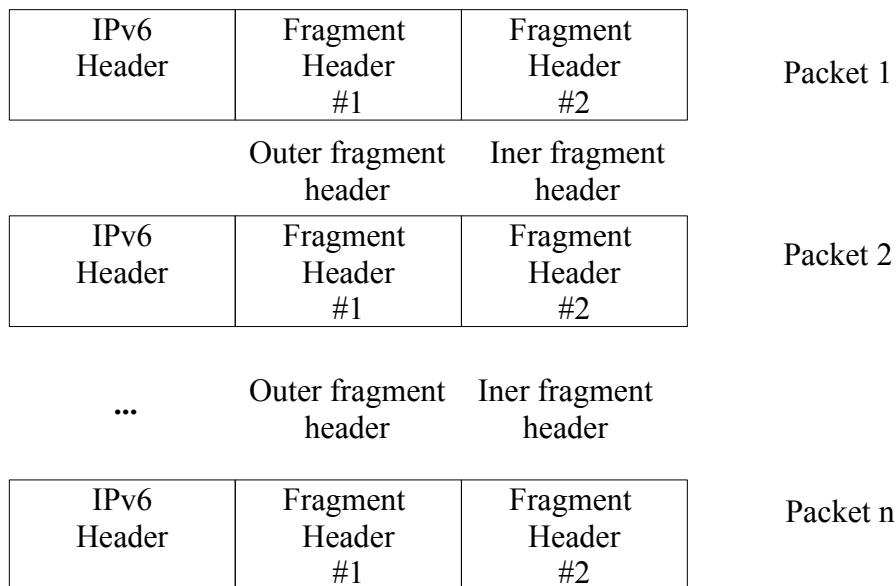 IPv6 Header
Fragment Header #1
Fragment Header #2
Packet 1
Outer fragment header
Iner fragment header
IPv6 Header
Fragment Header #1
Fragment Header #2
Packet 2
...
Outer fragment header
Iner fragment header
IPv6 Header
Fragment Header #1
Fragment Header #2
Packet n